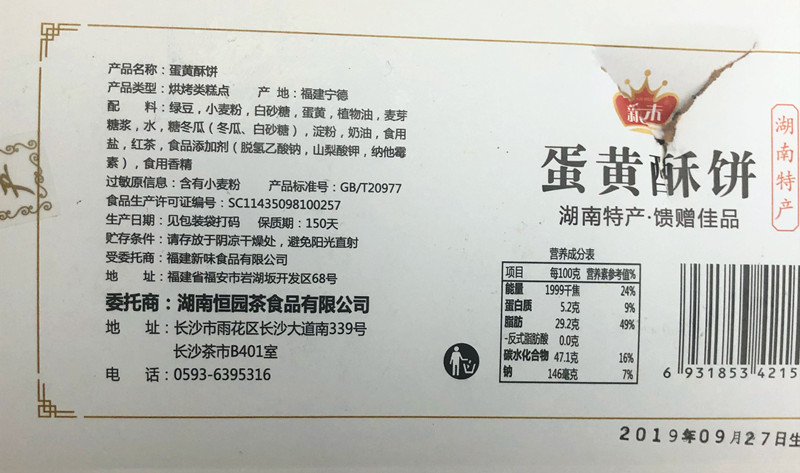 产品名称：蛋黄酥饼
产品类型：烘烤类糕点 产 地：福建宁德
配 料：绿豆，小麦粉，白砂糖，蛋黄，植物油，麦芽
糖浆，水，糖冬瓜（冬瓜、白砂糖），淀粉，奶油，食用
盐，红茶，食品添加剂（脱氢乙酸钠，山梨酸钾，纳他霉
素），食用香精
过敏原信息：含有小麦粉 产品标准号：GB/T20977
食品生产许可证编号：SC11435098100257
生产日期：见包装袋打码 保质期：150天
贮存条件：请存放于阴凉干燥处，避免阳光直射
受委托商：福建新味食品有限公司
地 址：福建省福安市岩湖坂开发区68号
委托商：湖南恒园茶食品有限公司
地 址：长沙市雨花区长沙大道南339号
长沙茶市B401室
电 话：0593-6395316
蛋黄酥饼
湖南特产·馈赠佳品
湖南特产
营养成分表
项目 每100克 营养素参考值%
能量 1999千焦 24%
蛋白质 5.2克 9%
脂肪 29.2克 49%
-反式脂肪酸 0.0克
碳水化合物 47.1克 16%
钠 146毫克 7%
6 931853 4215
2019年09月27日生